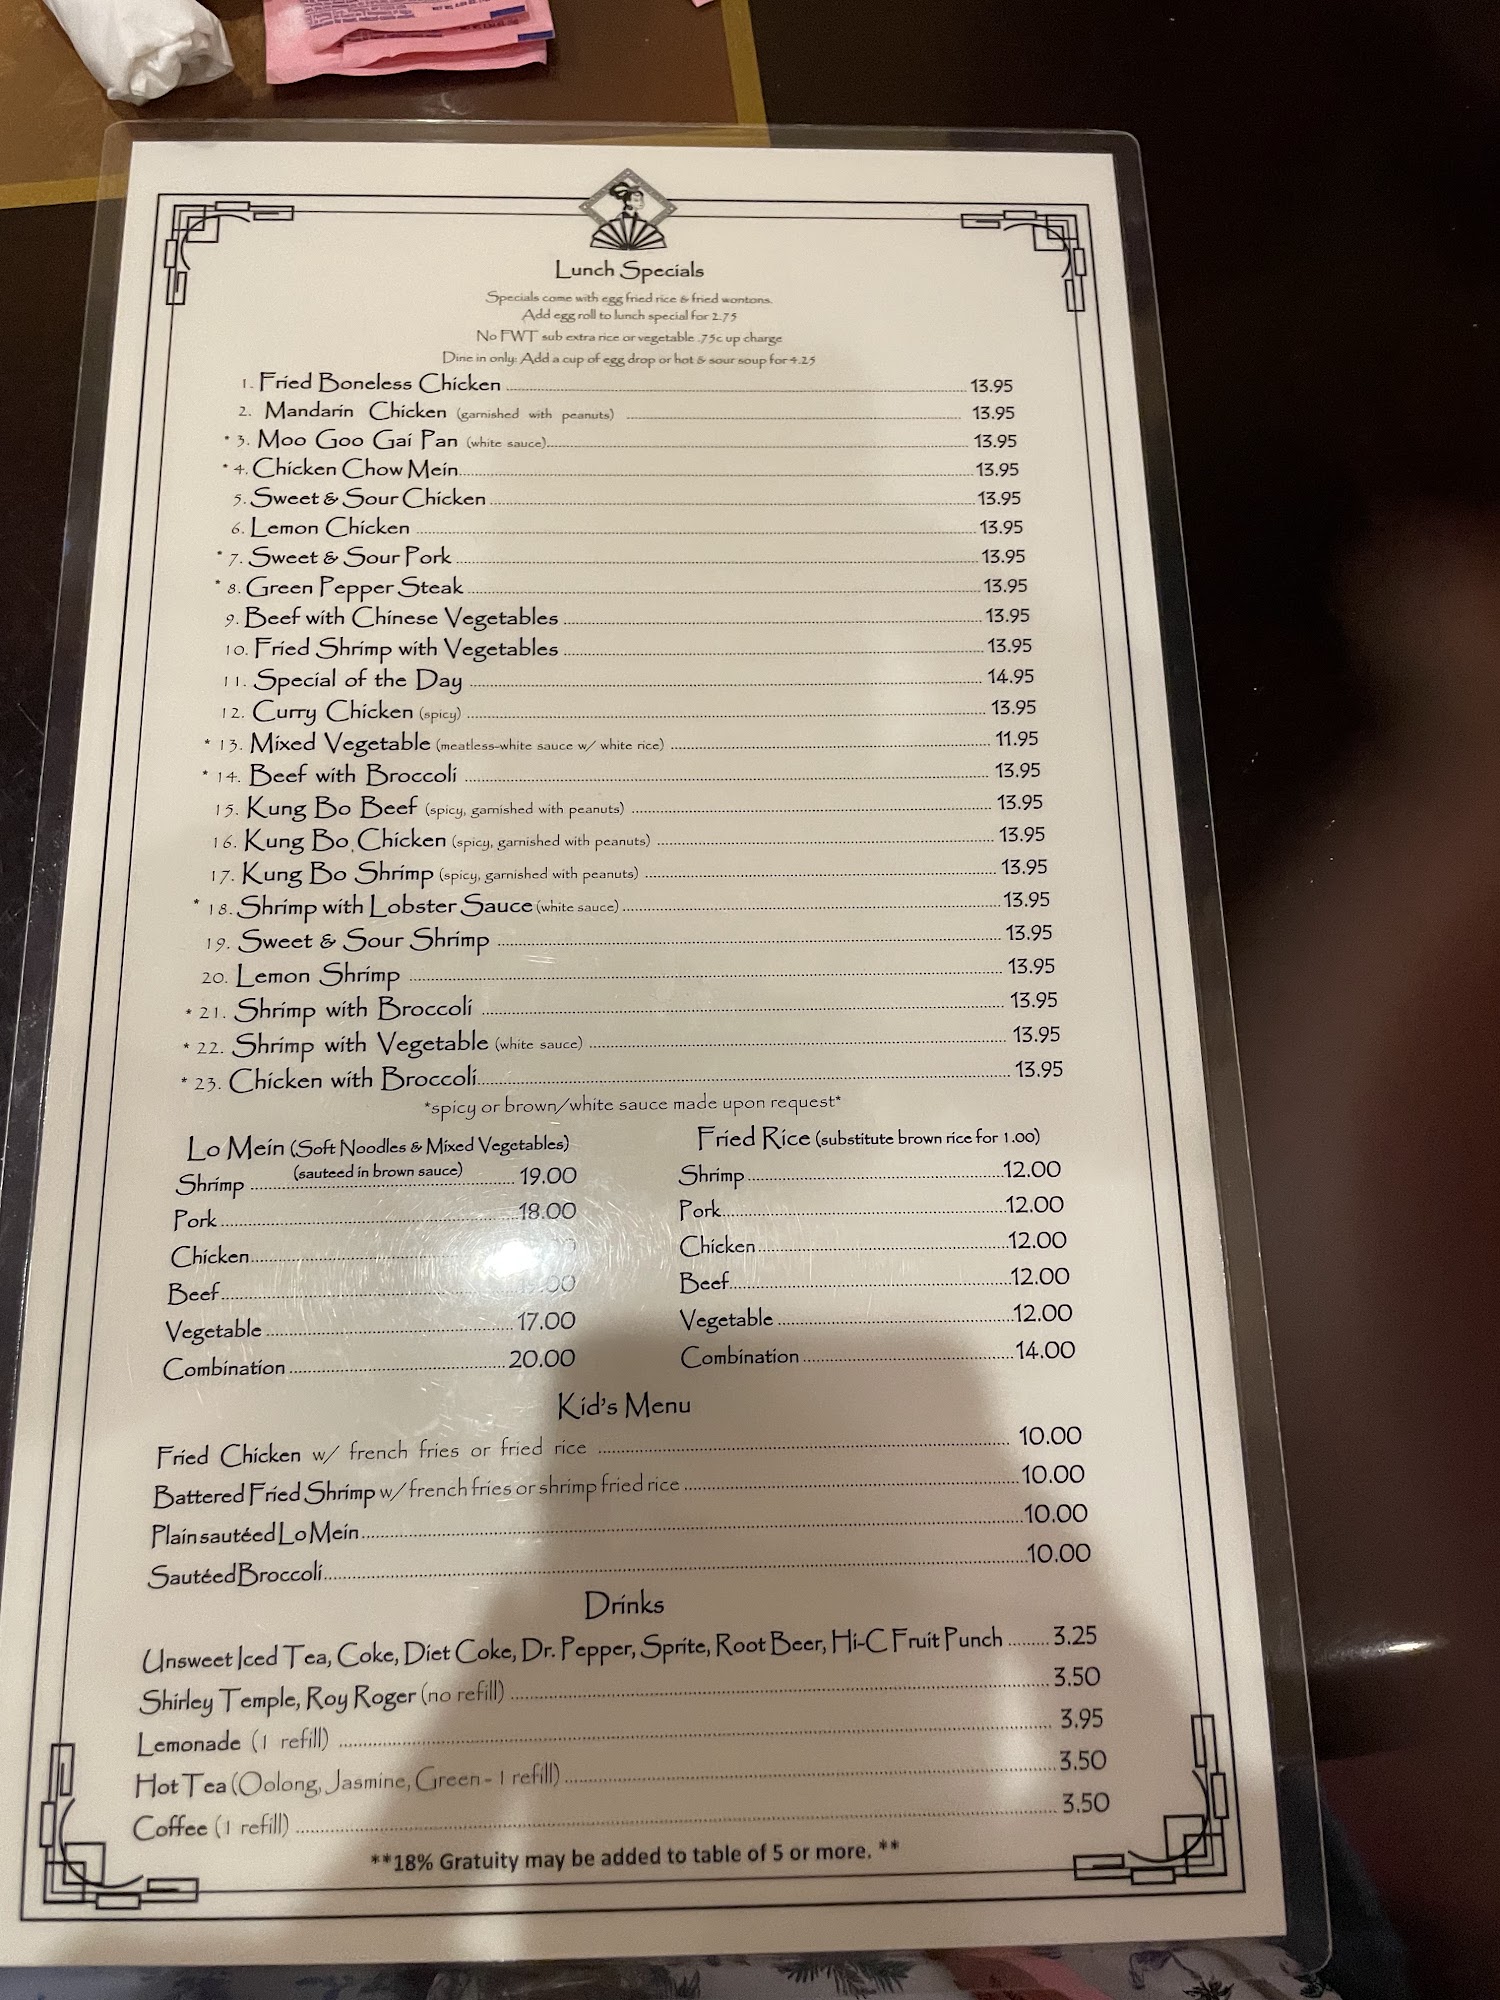 Lunch Specials
Specials come with egg fried rice & fried wontons.
Add egg roll to lunch special for 2.75
No FWT sub extra rice or vegetable .75c up charge
Dine in only: Add a cup of egg drop or hot & sour soup for 4.25
1. Fried Boneless Chicken 13.95
2. Mandarin Chicken (garnished with peanuts) 13.95
* 3. Moo Goo Gai Pan (white sauce) 13.95
* 4. Chicken Chow Mein 13.95
5. Sweet & Sour Chicken 13.95
6. Lemon Chicken 13.95
* 7. Sweet & Sour Pork 13.95
* 8. Green Pepper Steak 13.95
9. Beef with Chinese Vegetables 13.95
10. Fried Shrimp with Vegetables 13.95
11. Special of the Day 14.95
12. Curry Chicken (spicy) 13.95
* 13. Mixed Vegetable (meatless-white sauce w/ white rice) 11.95
* 14. Beef with Broccoli 13.95
15. Kung Bo Beef (spicy, garnished with peanuts) 13.95
16. Kung Bo Chicken (spicy, garnished with peanuts) 13.95
17. Kung Bo Shrimp (spicy, garnished with peanuts) 13.95
* 18. Shrimp with Lobster Sauce (white sauce) 13.95
19. Sweet & Sour Shrimp 13.95
20. Lemon Shrimp 13.95
* 21. Shrimp with Broccoli 13.95
* 22. Shrimp with Vegetable (white sauce) 13.95
* 23. Chicken with Broccoli 13.95
*spicy or brown/white sauce made upon request*
Lo Mein (Soft Noodles & Mixed Vegetables)
(sauteed in brown sauce)
Shrimp 19.00
Pork 18.00
Chicken
Beef
Vegetable 17.00
Combination 20.00
Fried Rice (substitute brown rice for 1.00)
Shrimp 12.00
Pork 12.00
Chicken 12.00
Beef 12.00
Vegetable 12.00
Combination 14.00
Kid's Menu
Fried Chicken w/ french fries or fried rice 10.00
Battered Fried Shrimp w/ french fries or shrimp fried rice 10.00
Plain sautéed Lo Mein 10.00
Sautéed Broccoli 10.00
Drinks
Unsweet Iced Tea, Coke, Diet Coke, Dr. Pepper, Sprite, Root Beer, Hi-C Fruit Punch 3.25
Shirley Temple, Roy Roger (no refill) 3.50
Lemonade (1 refill) 3.95
Hot Tea (Oolong, Jasmine, Green - 1 refill) 3.50
Coffee (1 refill) 3.50
**18% Gratuity may be added to table of 5 or more. **